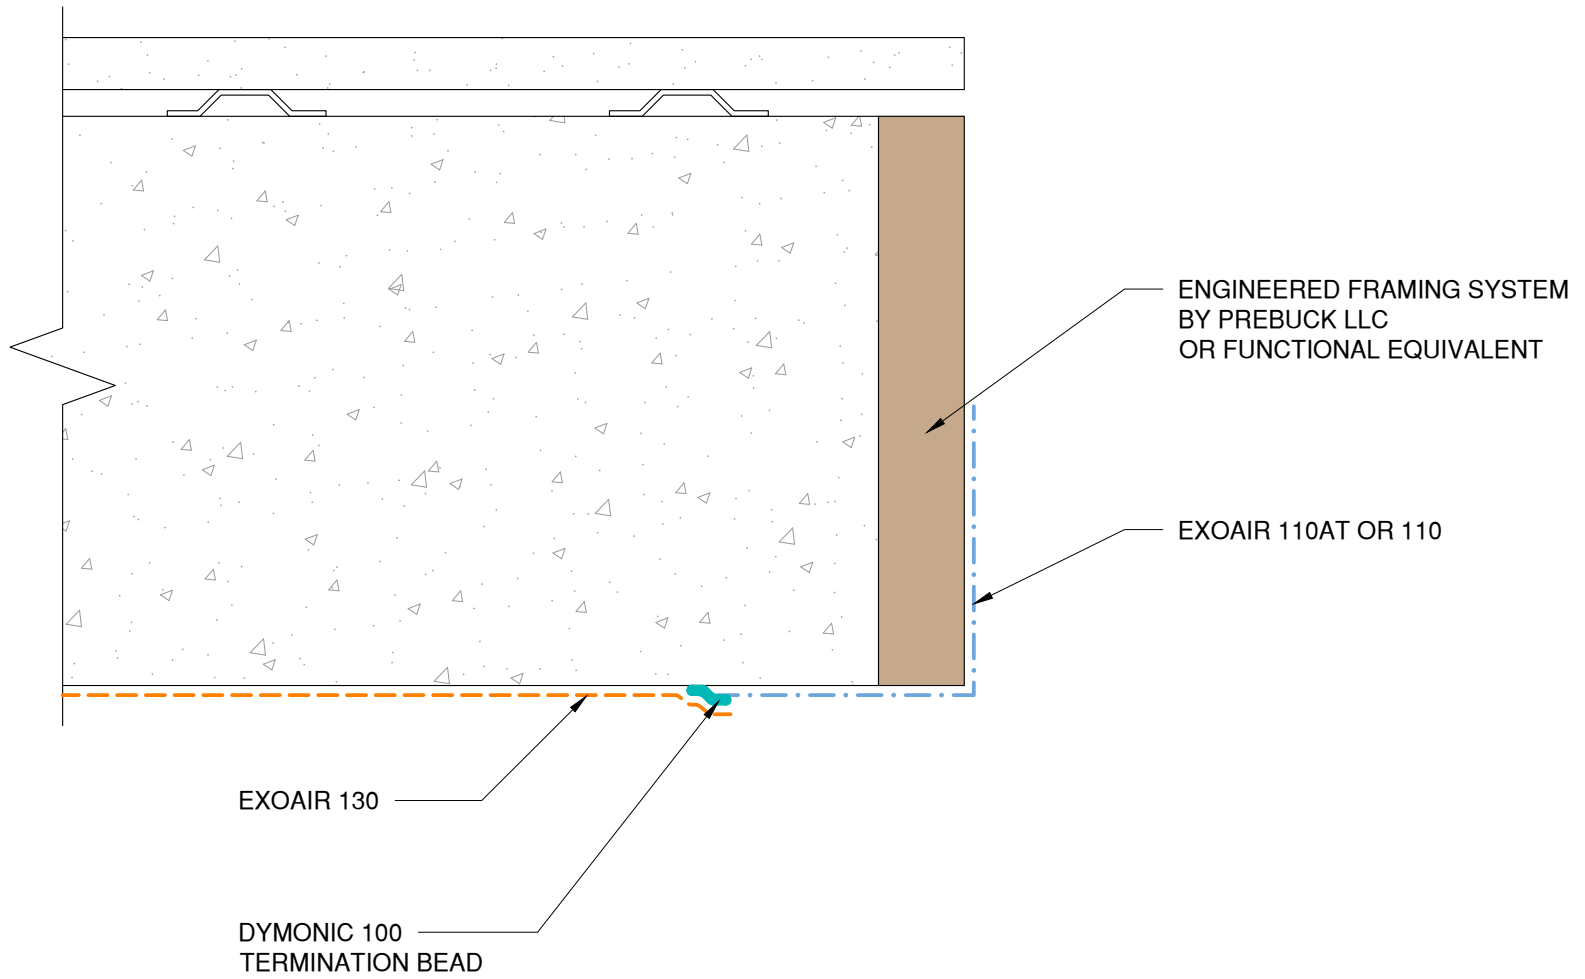 ENGINEERED FRAMING SYSTEM
BY PREBUCK LLC
OR FUNCTIONAL EQUIVALENT
EXOAIR 110AT OR 110
EXOAIR 130
DYMONIC 100
TERMINATION BEAD